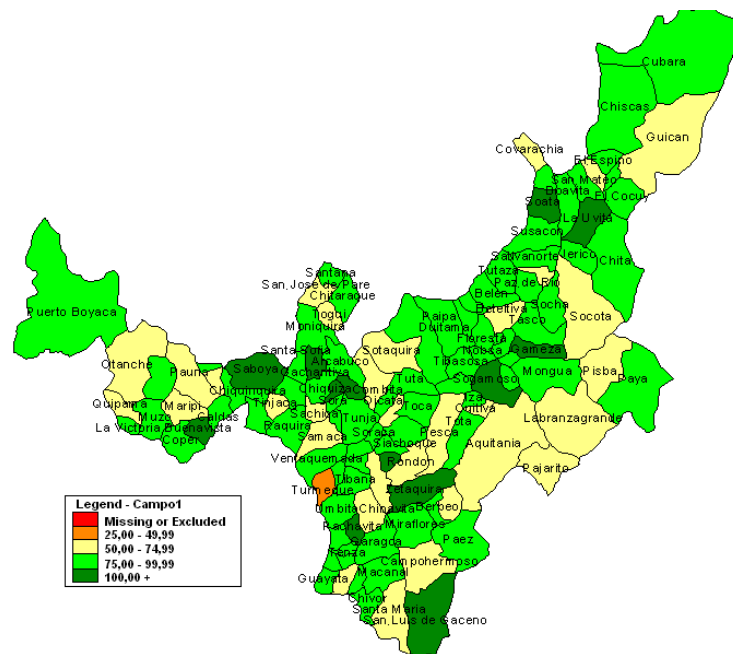 Cubara
Chiscas
Guican
Covarachia
El Espino
San Mateo
Boavita
El Cocuy
Soata
La Uvita
Susacon
Sativanorte
Jerico
Chita
Tutaza
Paz de Rio
Belen
Socha
Socota
Santana
San Jose de Pare
Chitaraque
Togui
Moniquira
Puerto Boyaca
Paipa
Duitama
Beteitiva
Tasco
Floresta
Nobsa
Gameza
Tibasosa
Santa Sofia
Arcabuco
Sotaquira
Otanche
Pauna
Saboya
Gachantiva
Mongua
Pisba
Paya
Chiquinquira
Chiquiza
Combita
Tuta
Sogamoso
Quipama
Maripi
Tinjaca
Sora
Oicata
Toca
Iza
Cuitiva
Labranzagrande
Muzo
Caldas
Sachica
Tunja
Tota
La Victoria
Buenavista
Raquira
Samaca
Soraca
Siachoque
Pesca
Aquitania
Coper
Ventaquemada
Rondon
Pajarito
Turmeque
Tibana
Zetaquira
Umbita
Chinavita
Berbeo
Pachavita
Miraflores
Garagoa
Paez
Tenza
Campohermoso
Guayata
Macanal
Chivor
Santa Maria
San Luis de Gaceno
Legend - Campo1
Missing or Excluded
25,00 - 49,99
50,00 - 74,99
75,00 - 99,99
100,00 +